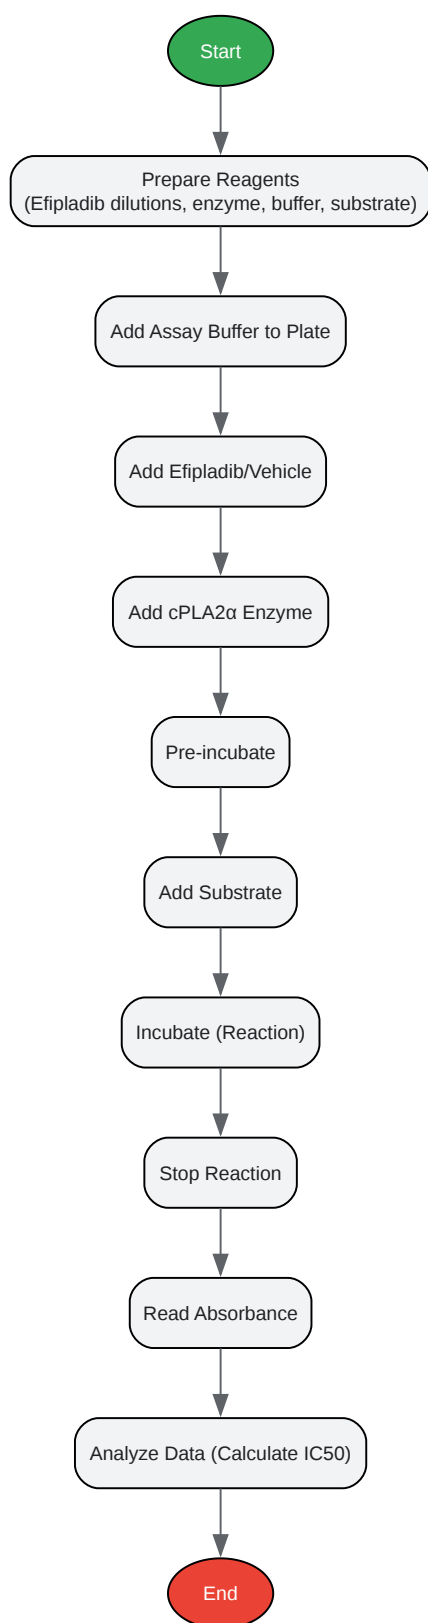 Start
Prepare Reagents
(Efipladib dilutions, enzyme, buffer, substrate)
Add Assay Buffer to Plate
Add Efipladib/Vehicle
Add cPLA2α Enzyme
Pre-incubate
Add Substrate
Incubate (Reaction)
Stop Reaction
Read Absorbance
Analyze Data (Calculate IC50)
End